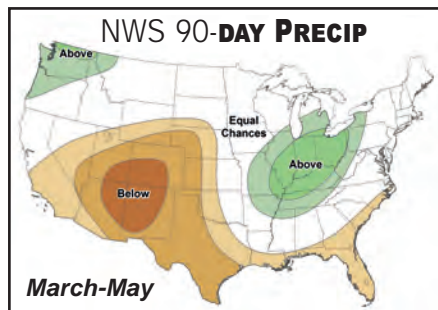 NWS 90-DAY PRECIP
Above
Equal
Chances
Above
Below
March-May